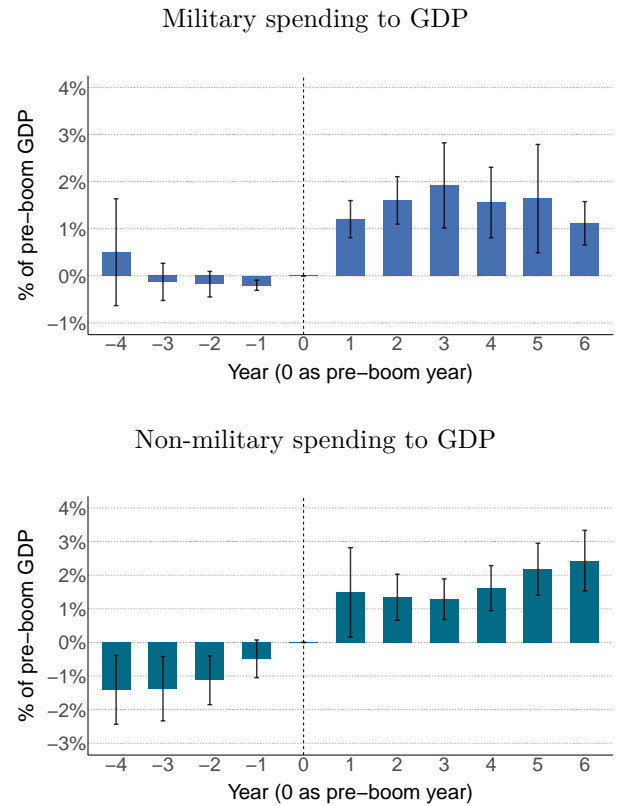 Military spending to GDP
% of pre−boom GDP
4%
3%
2%
1%
0%
−1%
−4 −3 −2 −1 0 1 2 3 4 5 6
Year (0 as pre−boom year)
Non-military spending to GDP
% of pre−boom GDP
4%
3%
2%
1%
0%
−1%
−2%
−3%
−4 −3 −2 −1 0 1 2 3 4 5 6
Year (0 as pre−boom year)